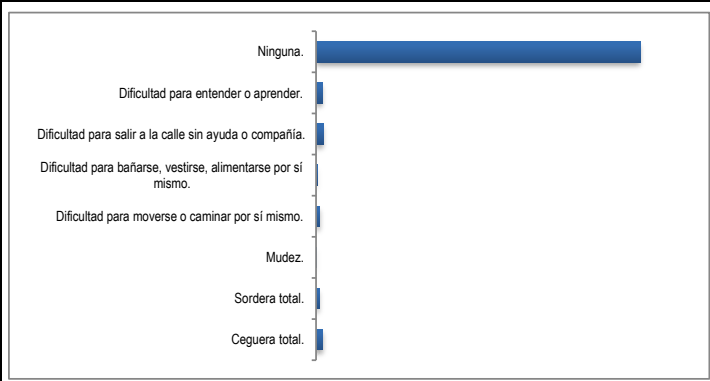 Ninguna.
Dificultad para entender o aprender.
Dificultad para salir a la calle sin ayuda o compañía.
Dificultad para bañarse, vestirse, alimentarse por sí
mismo.
Dificultad para moverse o caminar por sí mismo.
Mudez.
Sordera total.
Ceguera total.